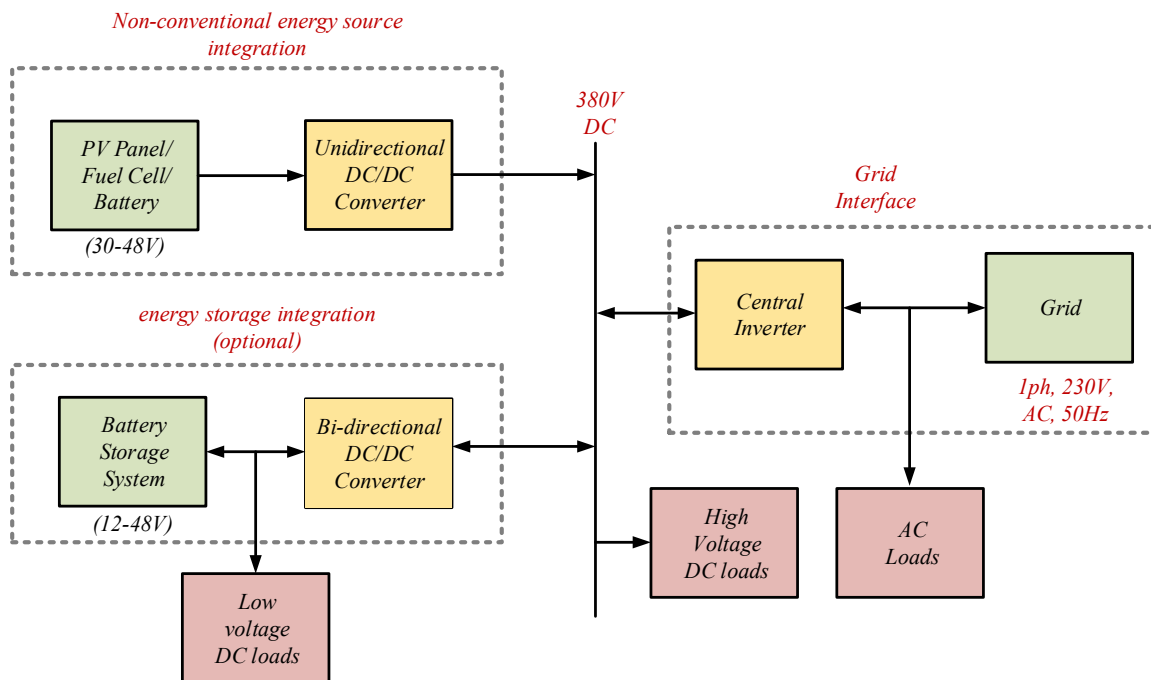 Non-conventional energy source
integration
PV Panel/
Fuel Cell/
Battery
(30-48V)
Unidirectional
DC/DC
Converter
380V
DC
Grid
Interface
Central
Inverter
Grid
1ph, 230V,
AC, 50Hz
energy storage integration
(optional)
Battery
Storage
System
(12-48V)
Bi-directional
DC/DC
Converter
Low
voltage
DC loads
High
Voltage
DC loads
AC
Loads